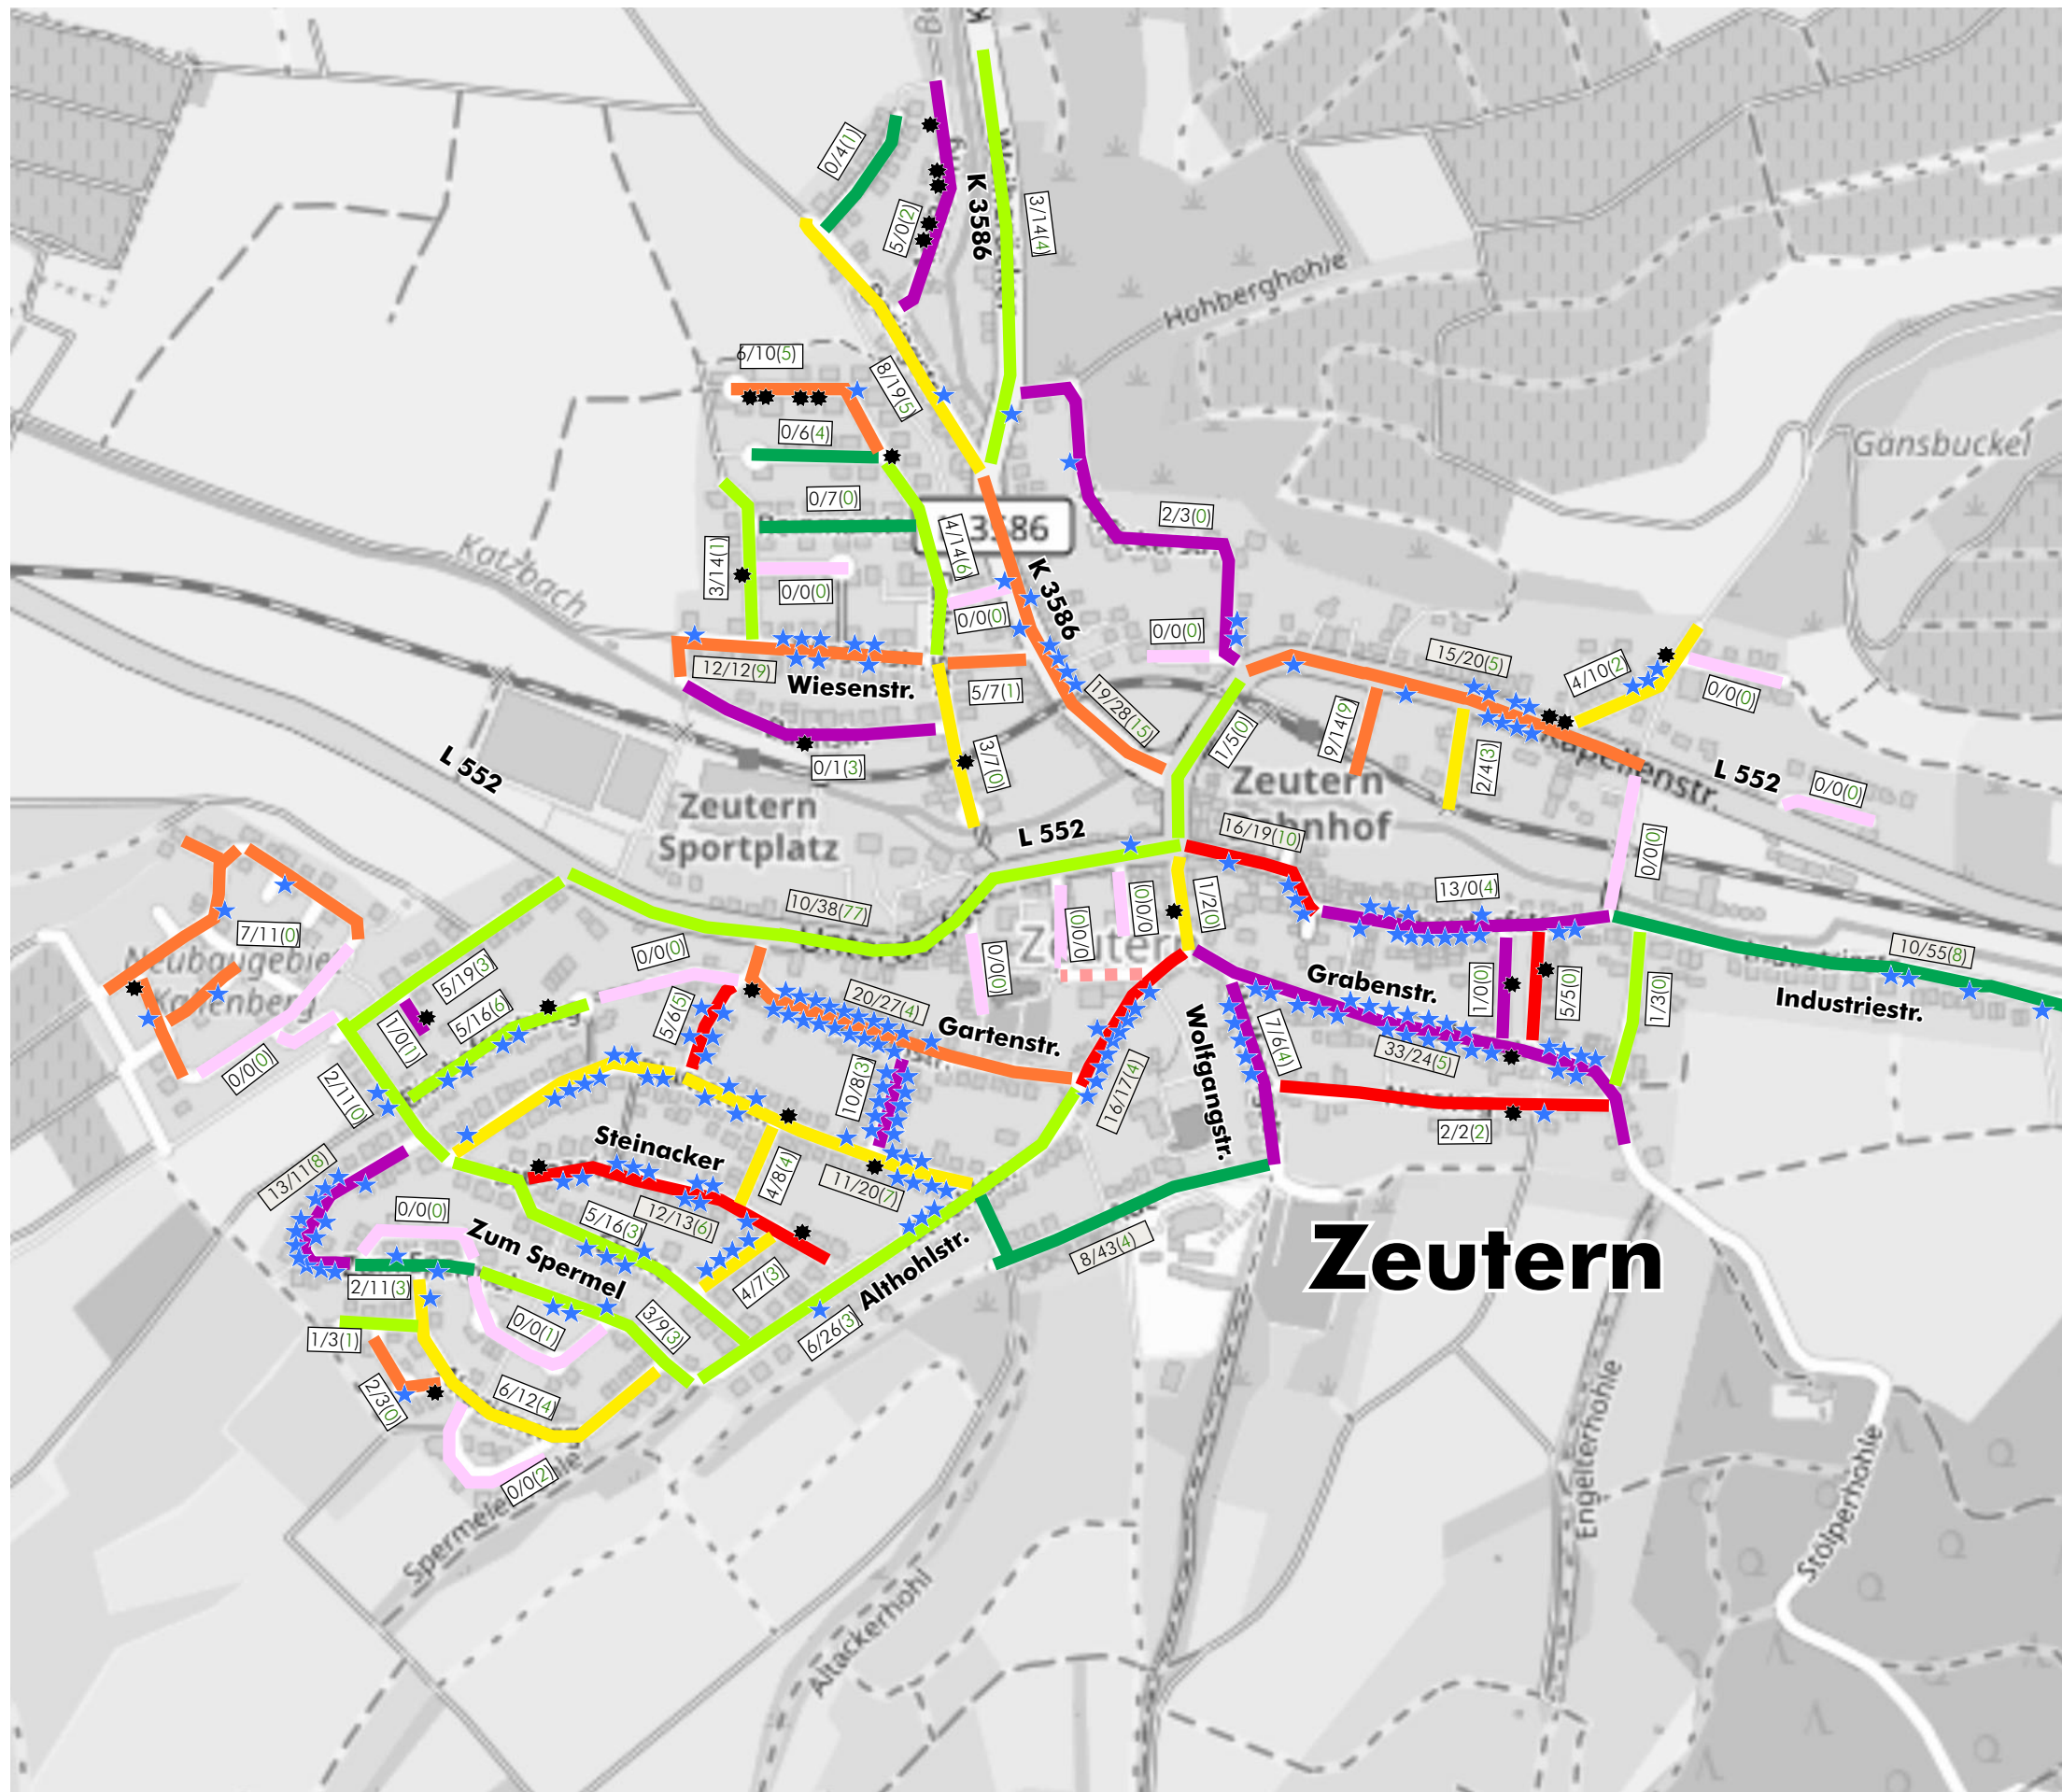 K 3586
0/4(1)
5/0(2)
3/14(4)
Hohberghohle
6/10(5)
8/19(5)
0/6(4)
0/7(0)
4/14(6)
3586
2/3(0)
Gänsbuckel
Katzbach
3/14(1)
0/0(0)
0/0(0)
K 3586
0/0(0)
12/12(9)
Wiesenstr.
5/7(1)
19/28(15)
15/20(5)
4/10(2)
0/0(0)
L 552
0/1(3)
3/7(0)
1/5(0)
9/14(9)
2/4(3)
L 552
0/0(0)
Zeutern
Sportplatz
Zeutern
L 552
16/19(10)
0/0(0)
10/38(77)
13/0(4)
7/11(0)
0/0(0)
0/0(0)
0/0(0)
1/2(0)
10/55(8)
Industriestr.
5/19(3)
0/0(0)
Grabenstr.
1/0(0)
5/5(0)
1/3(0)
1/0(1)
5/16(6)
5/6(5)
20/27(4)
Gartenstr.
Wolfgangstr.
7/6(4)
33/24(5)
0/0(0)
2/11(0)
10/8(3)
16/17(4)
2/2(2)
Steinacker
13/11(8)
4/8(4)
11/20(7)
0/0(0)
Zum Spermel
5/16(3)
12/13(6)
Althohlstr.
8/43(4)
Zeutern
2/11(3)
4/7(3)
1/3(1)
0/0(1)
3/9(3)
6/26(3)
2/3(0)
6/12(4)
0/0(2)
Engelterhohle
Stolperhohle
Altackerhohl